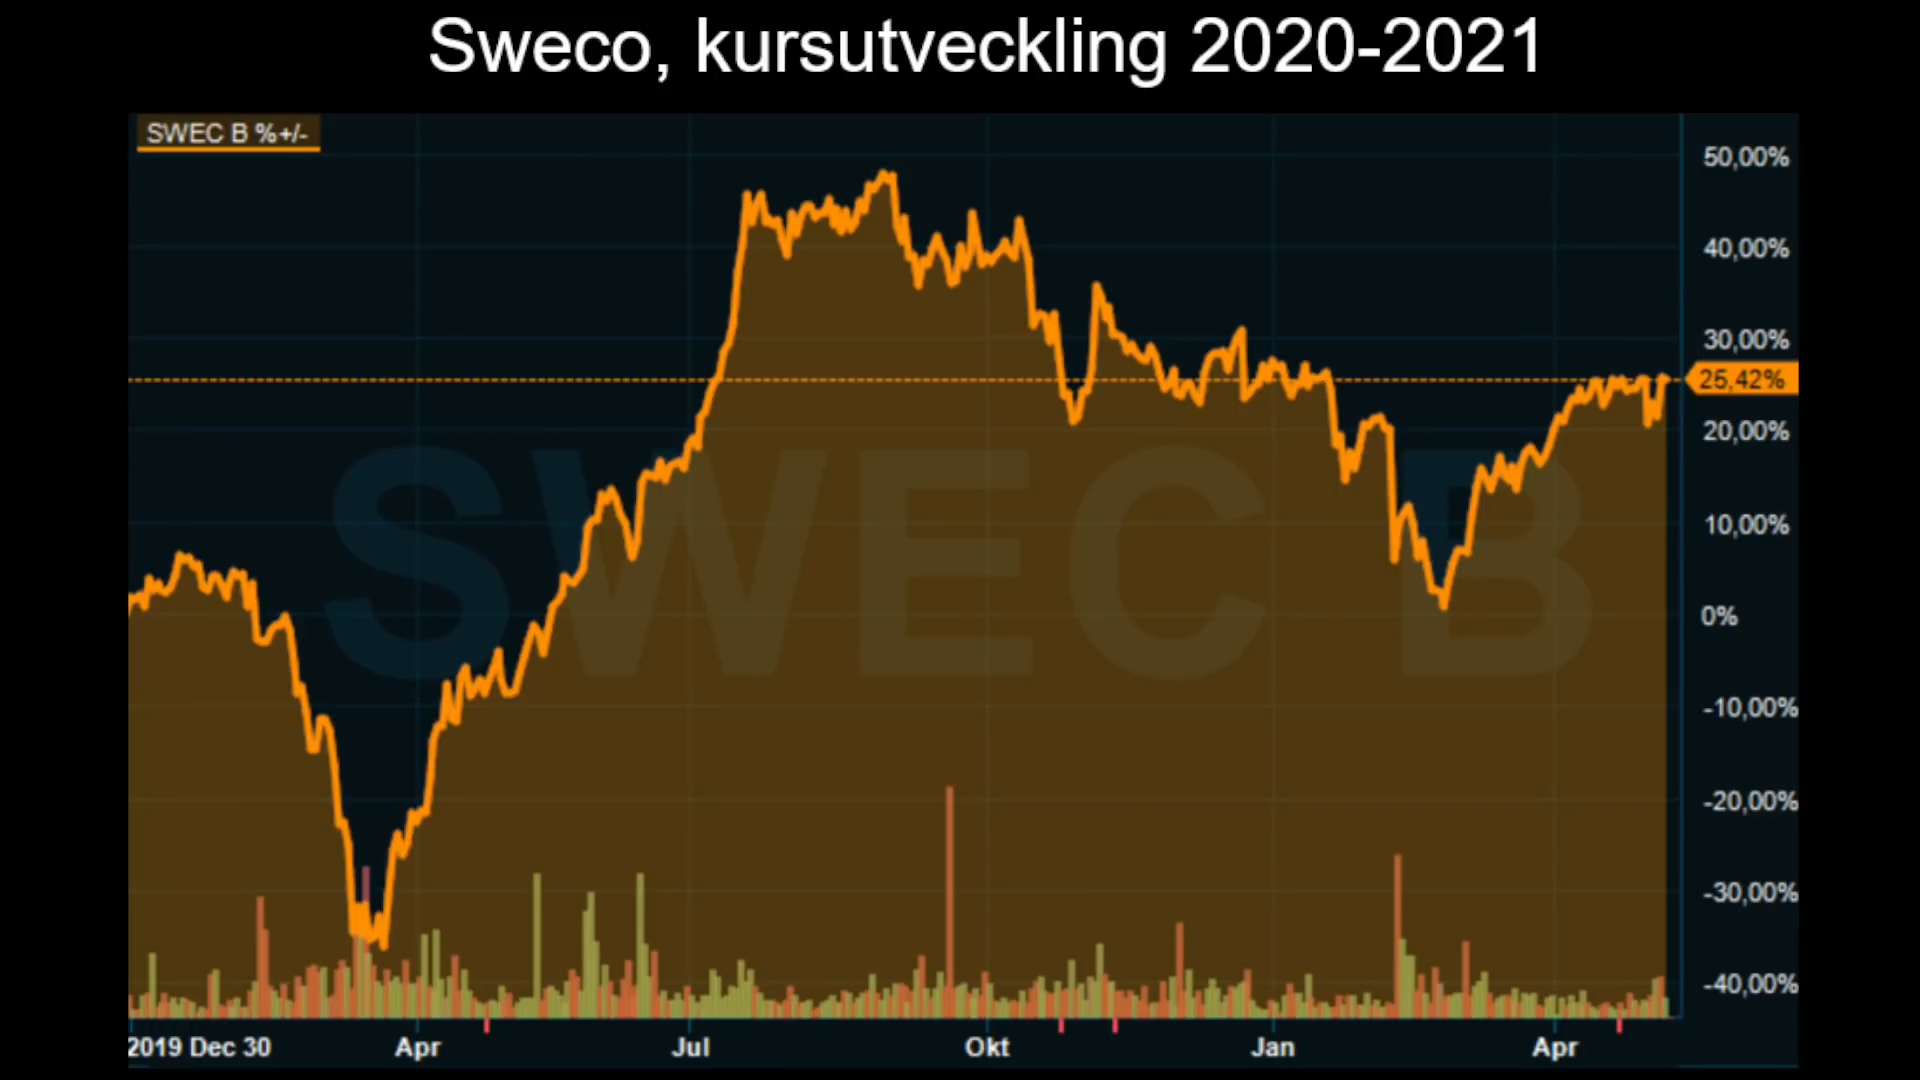 Sweco, kursutveckling 2020-2021
SWEC B %+/-
50,00%
40,00%
30,00%
25,42%
20,00%
10,00%
0%
-10,00%
-20,00%
-30,00%
-40,00%
SWEC B
2019 Dec 30 Apr Jul Okt Jan Apr